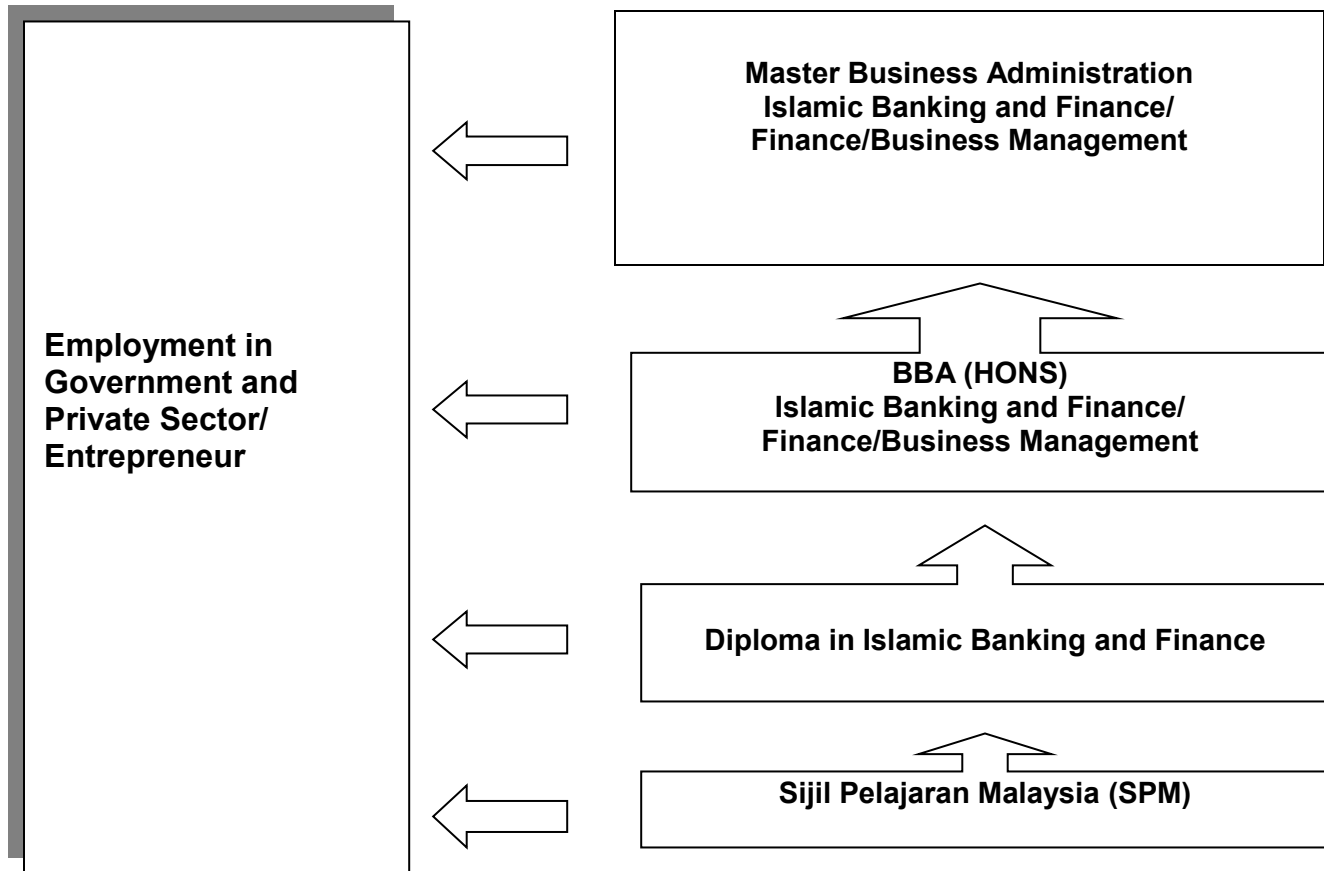 Master Business Administration
Islamic Banking and Finance/
Finance/Business Management
Employment in
Government and
Private Sector/
Entrepreneur
BBA (HONS)
Islamic Banking and Finance/
Finance/Business Management
Diploma in Islamic Banking and Finance
Sijil Pelajaran Malaysia (SPM)